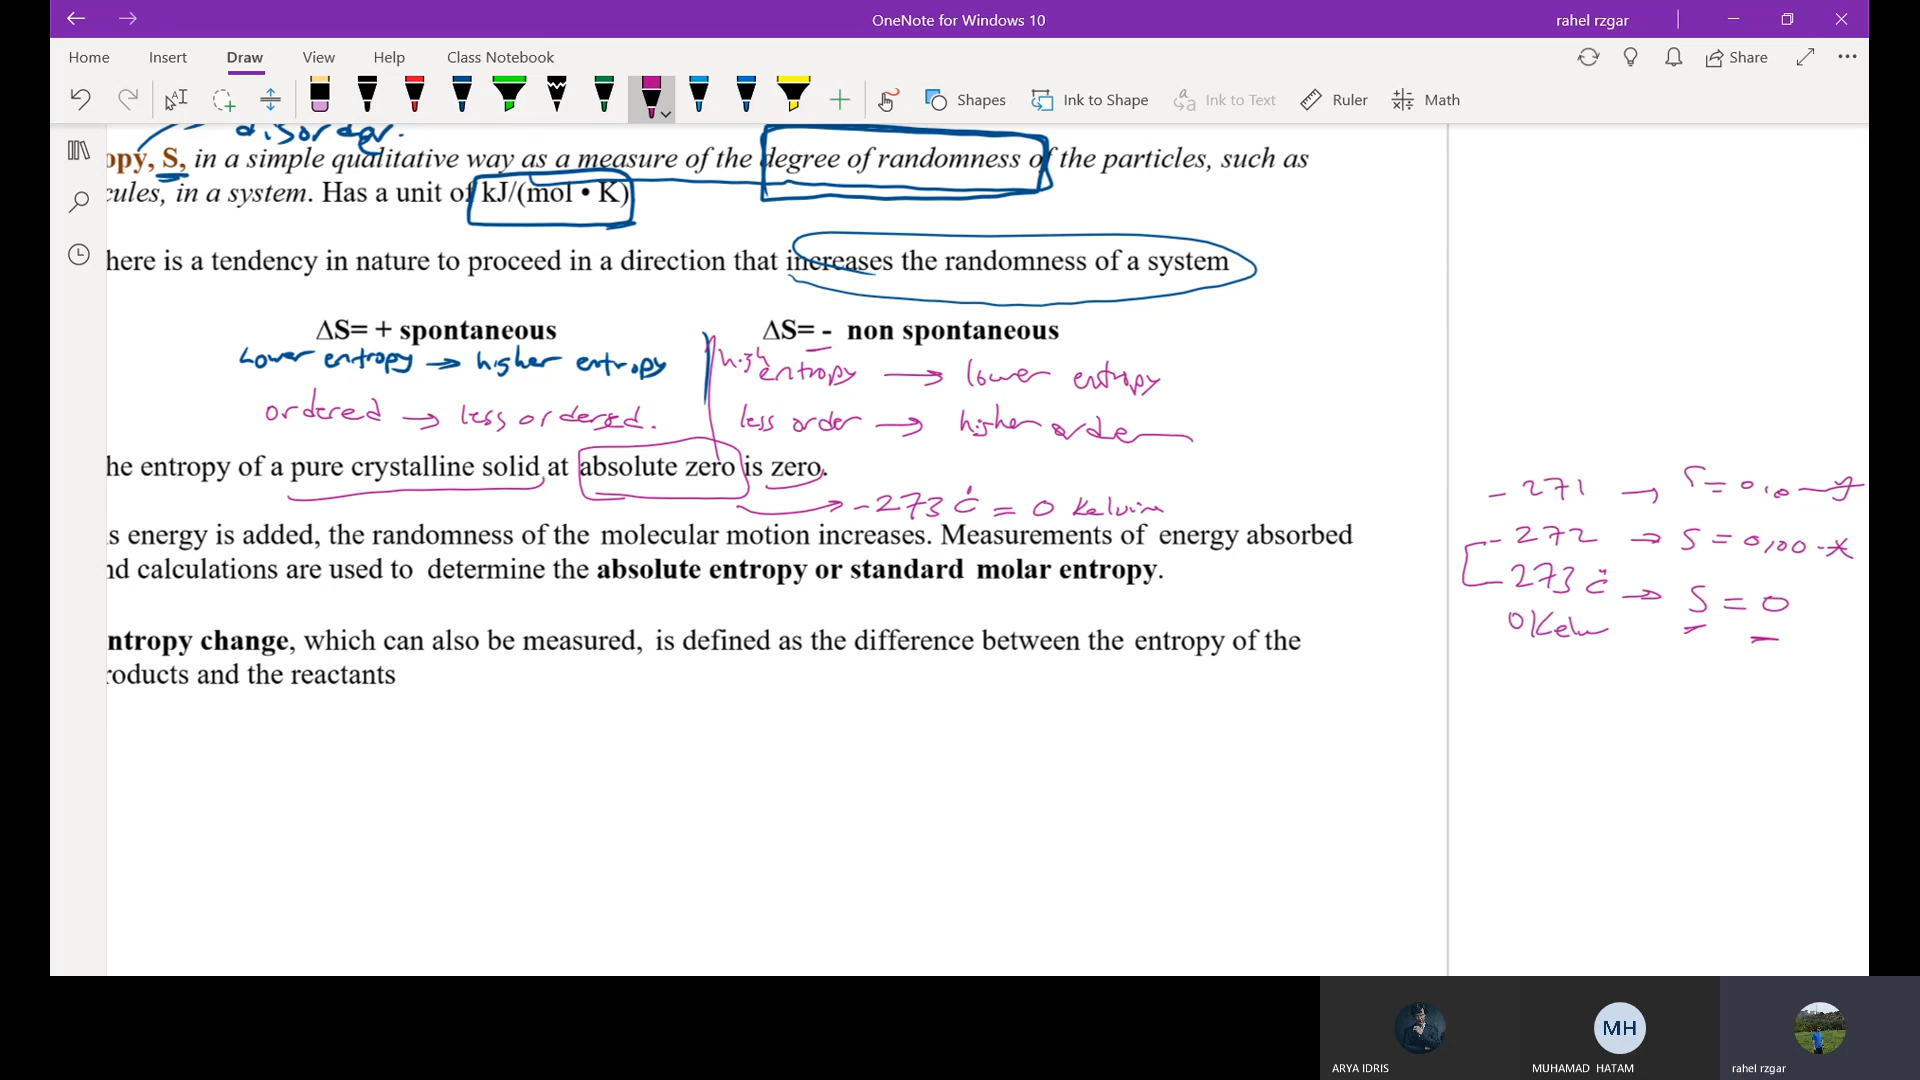 OneNote for Windows 10
rahel rzgar
Home Insert Draw View Help Class Notebook
Share
Shapes Ink to Shape Ink to Text Ruler Math
disorder.
opy, S, in a simple qualitative way as a measure of the degree of randomness of the particles, such as
cules, in a system. Has a unit of kJ/(mol • K)
here is a tendency in nature to proceed in a direction that increases the randomness of a system
ΔS= + spontaneous ΔS= - non spontaneous
Lower entropy → higher entropy
high entropy → lower entropy
ordered → less ordered.
less order → higher order
he entropy of a pure crystalline solid at absolute zero is zero.
→ -273 C° = 0 Kelvin
-271 → S=0,0
s energy is added, the randomness of the molecular motion increases. Measurements of energy absorbed
-272 → S = 0,00
nd calculations are used to determine the absolute entropy or standard molar entropy.
-273 C° → S = 0
0 Kelv
ntropy change, which can also be measured, is defined as the difference between the entropy of the
roducts and the reactants
MH
ARYA IDRIS MUHAMAD HATAM rahel rzgar